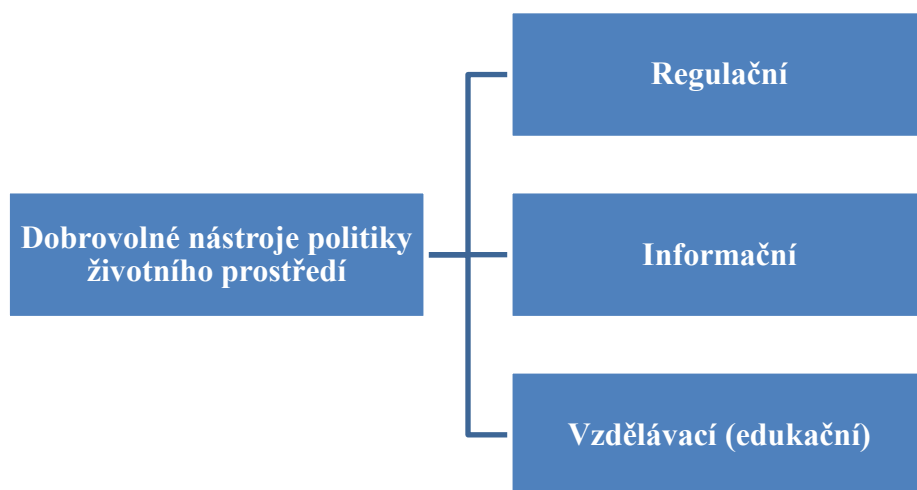 Regulační
Dobrovolné nástroje politiky
životního prostředí
Informační
Vzdělávací (edukační)